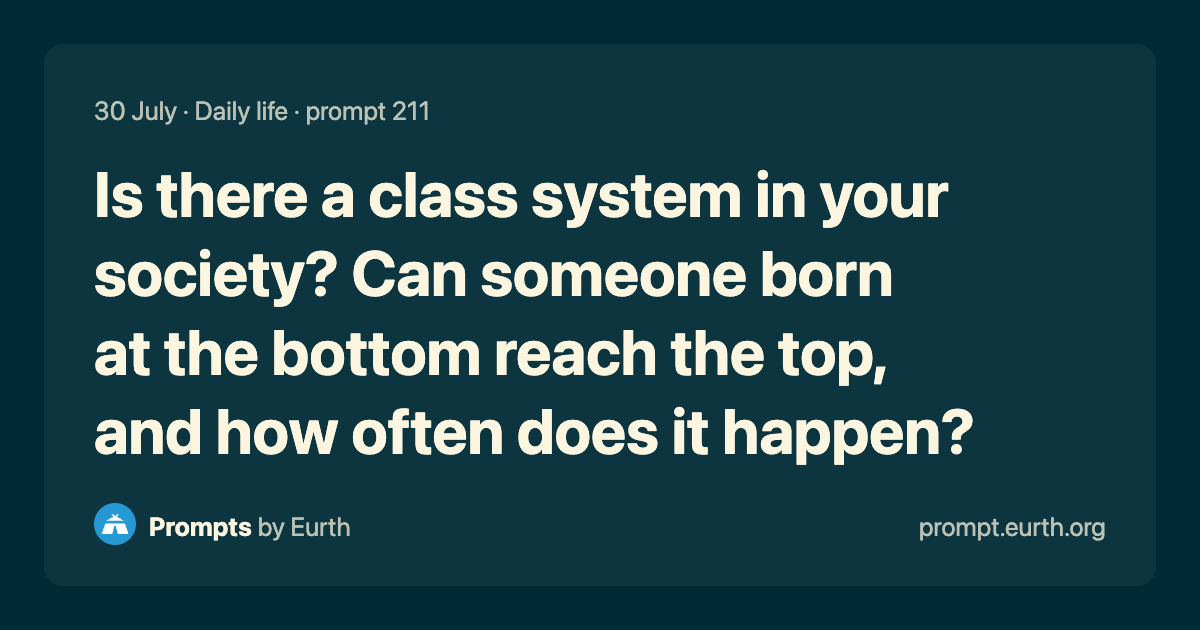 30 July · Daily life · prompt 211
Is there a class system in your
society? Can someone born
at the bottom reach the top,
and how often does it happen?
Prompts by Eurth
prompt.eurth.org